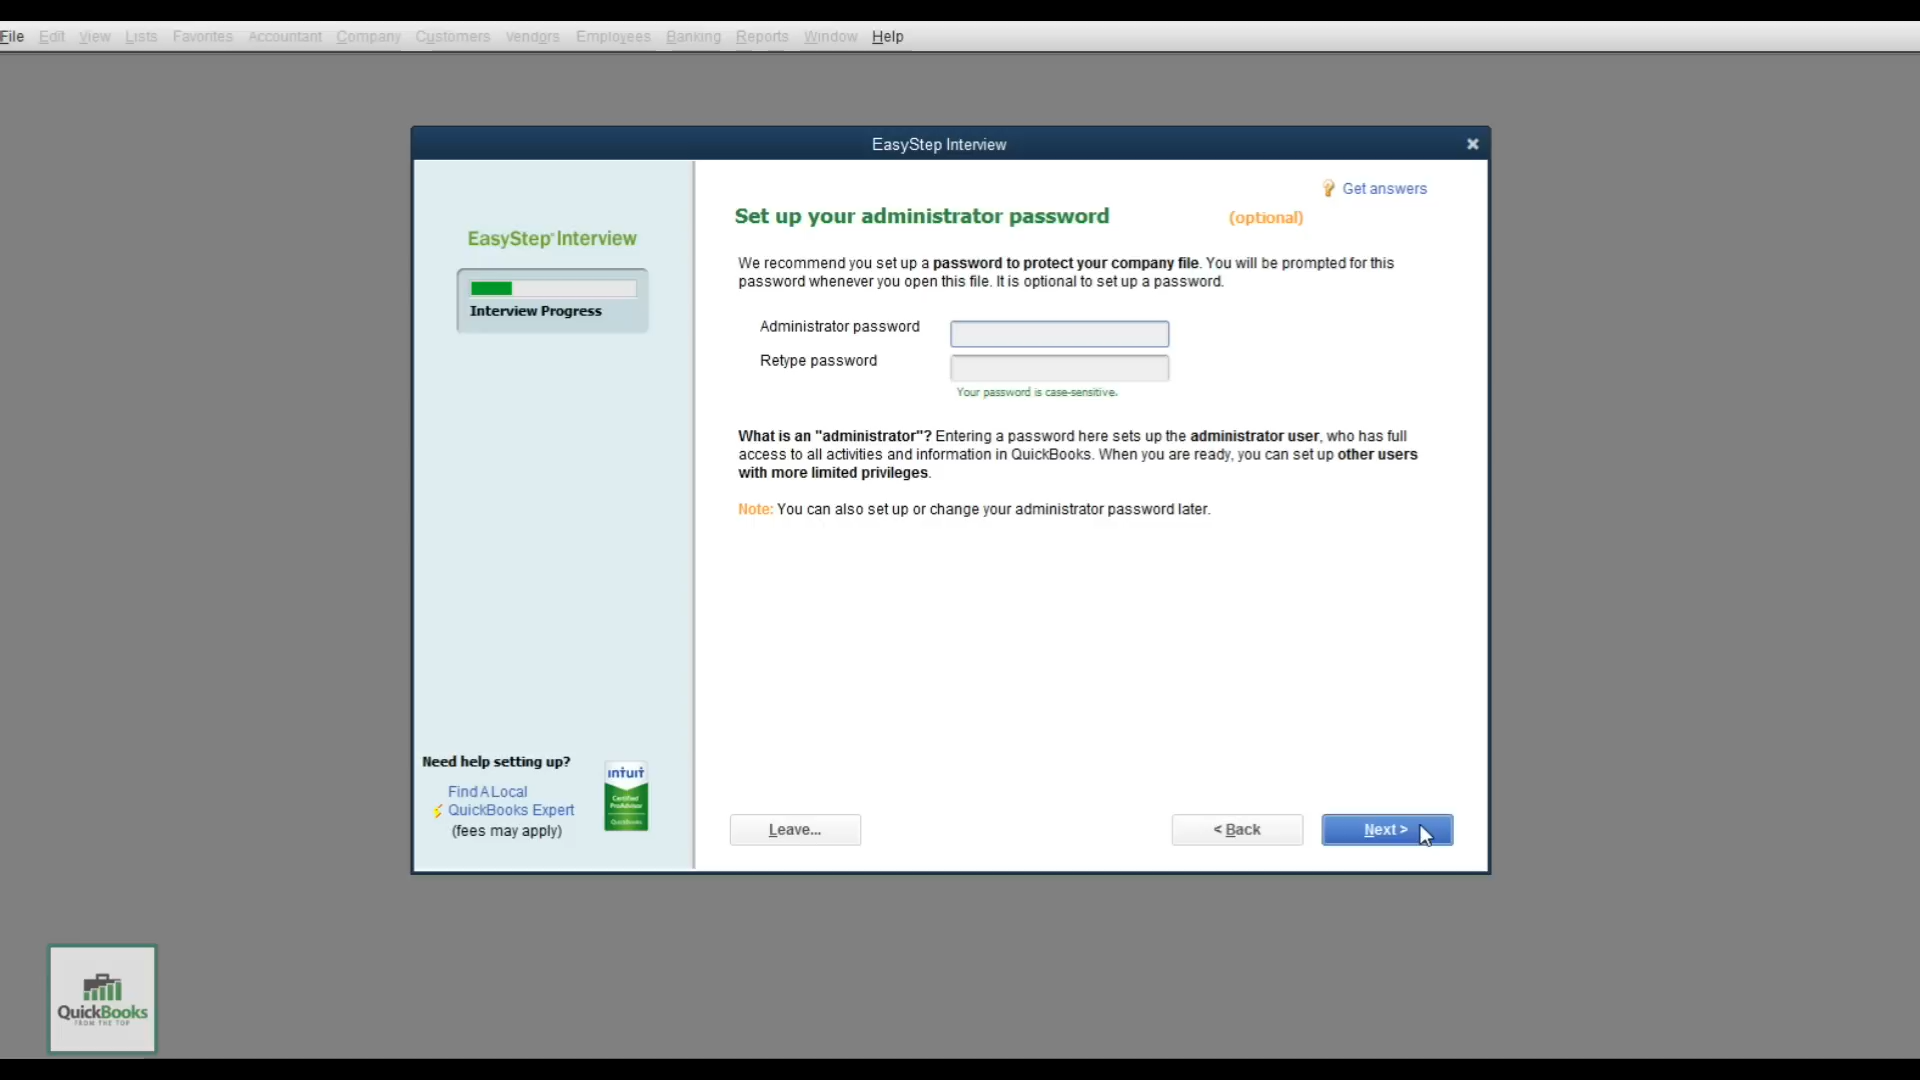 File Edit View Lists Favorites Accountant Company Customers Vendors Employees Banking Reports Window Help
EasyStep Interview
Get answers
Set up your administrator password (optional)
EasyStep Interview
Interview Progress
We recommend you set up a password to protect your company file. You will be prompted for this
password whenever you open this file. It is optional to set up a password.
Administrator password
Retype password
Your password is case-sensitive.
What is an "administrator"? Entering a password here sets up the administrator user, who has full
access to all activities and information in QuickBooks. When you are ready, you can set up other users
with more limited privileges.
Note: You can also set up or change your administrator password later.
Need help setting up?
Find A Local
QuickBooks Expert
(fees may apply)
intuit
Certified
ProAdvisor
QuickBooks
Leave...
< Back
Next >
QuickBooks
FROM THE TOP